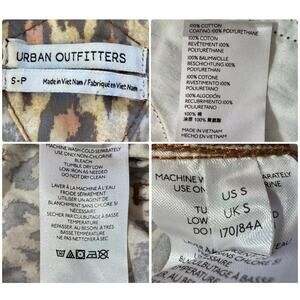 URBAN OUTFITTERS
S-P
Made in Viet Nam / Fabriqué en Viet Nam
100% COTTON
COATING 100% POLYURETHANE
100% COTON
REVÊTEMENT 100%
POLYURÉTHANE
100% BAUMWOLLE
BESCHICHTUNG 100%
POLYURETHAN
100% COTONE
RIVESTIMENTO 100%
POLIURETANO
100% ALGODÓN
RECUBRIMIENTO 100%
POLIURETANO
100% 棉
100%
MADE IN VIETNAM
HECHO EN VIETNAM
MACHINE WASH COLD SEPARATELY
USE ONLY NON-CHLORINE
BLEACH
TUMBLE DRY LOW
LOW IRON AS NEEDED
DO NOT DRY CLEAN
LAVER À LA MACHINE À L'EAU
FROIDE SÉPARÉMENT
UTILISER UN AGENT DE
BLANCHIMENT SANS CHLORE SI
NÉCESSAIRE
SÉCHER PAR CULBUTAGE À BASSE
TEMPÉRATURE
REPASSER AU BESOIN À TRÈS
BASSE TEMPÉRATURE
NE PAS NETTOYER À SEC
MACHINE
USE ON
DO
US S
UK S
170/84A